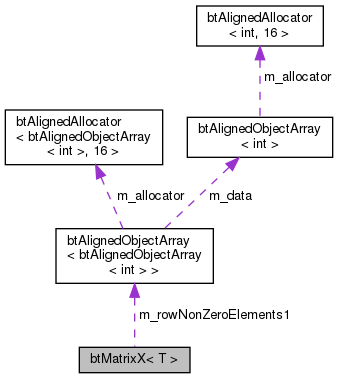 btAlignedAllocator
< int, 16 >
m_allocator
btAlignedAllocator
< btAlignedObjectArray
< int >, 16 >
btAlignedObjectArray
< int >
m_allocator
m_data
btAlignedObjectArray
< btAlignedObjectArray
< int > >
m_rowNonZeroElements1
btMatrixX< T >